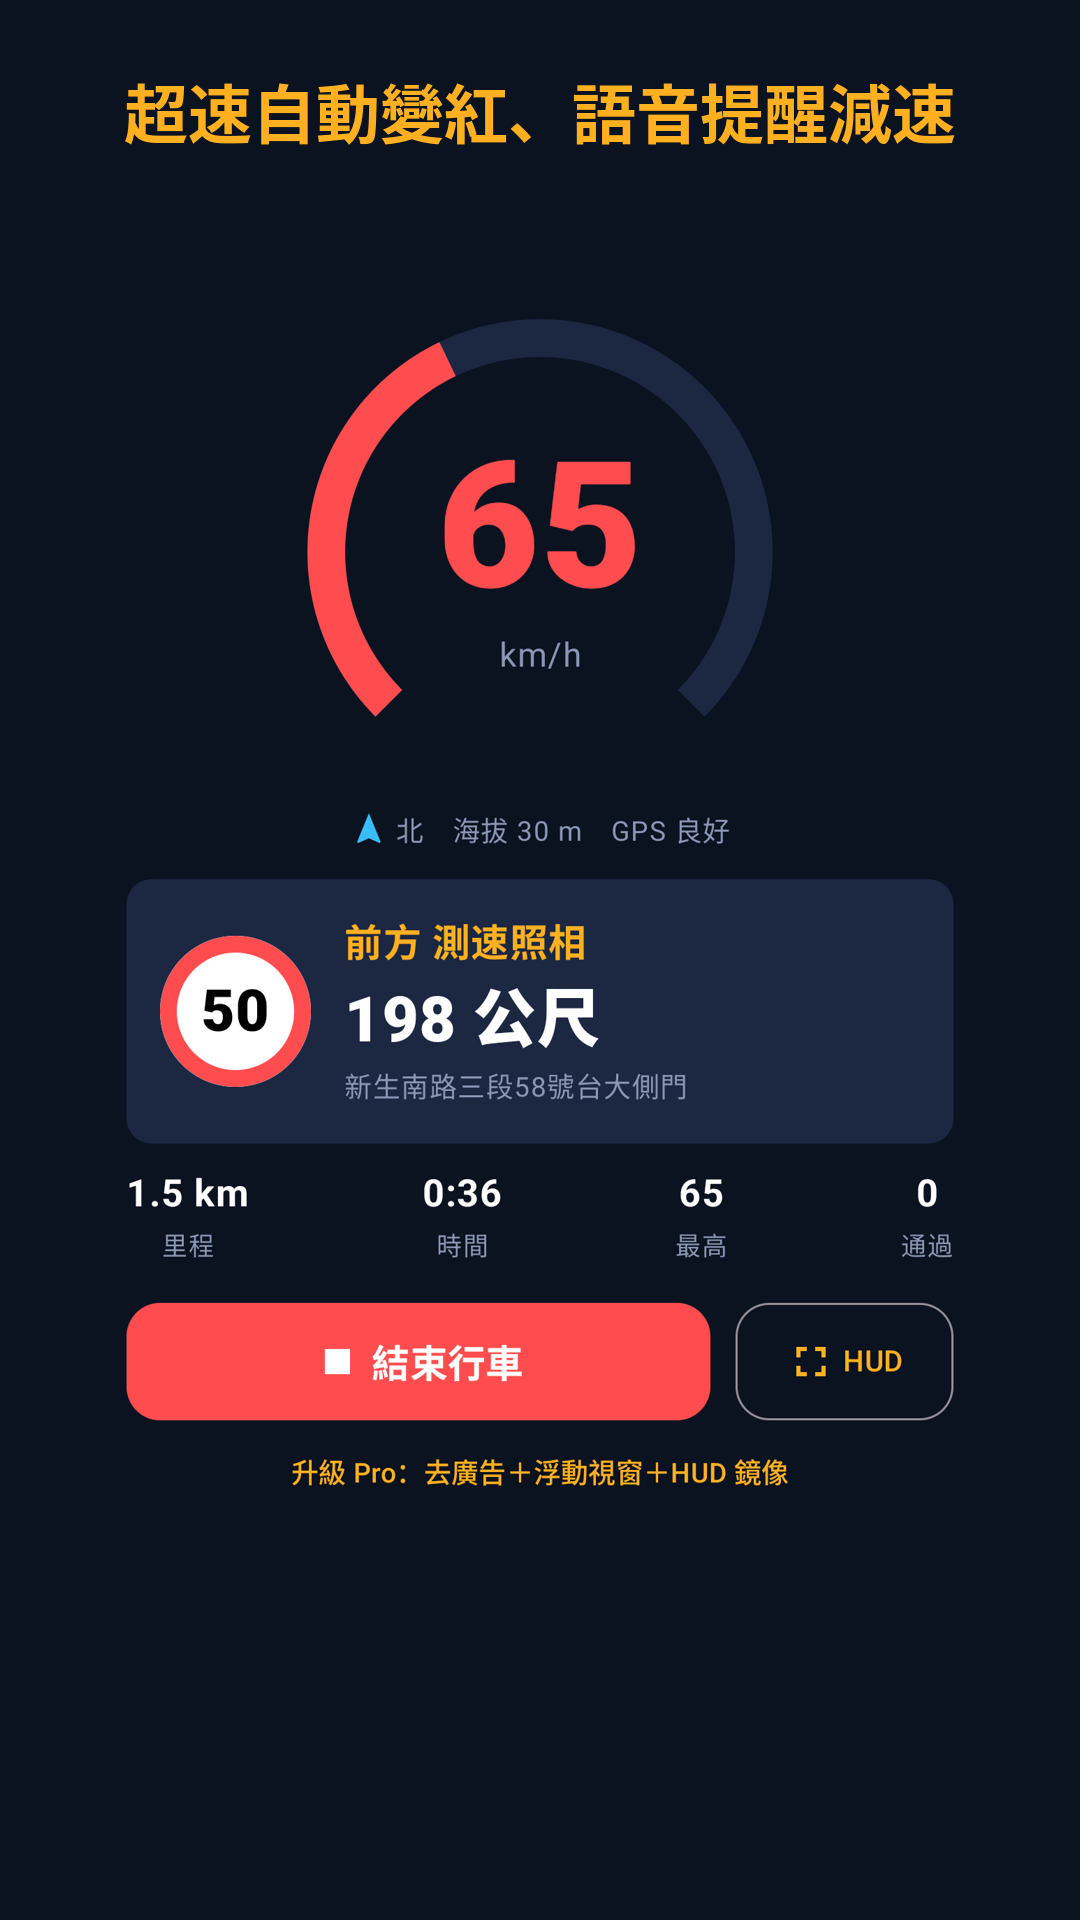 超速自動變紅、語音提醒減速
65
km/h
北 海拔 30 m GPS 良好
前方 測速照相
50
198 公尺
新生南路三段58號台大側門
1.5 km 0:36 65 0
里程 時間 最高 通過
結束行車 HUD
升級 Pro：去廣告＋浮動視窗＋HUD 鏡像